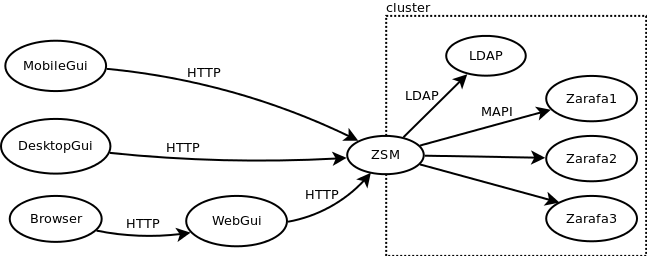 cluster
MobileGui
HTTP
LDAP
LDAP
Zarafa1
MAPI
DesktopGui
HTTP
ZSM
Zarafa2
Browser
HTTP
WebGui
HTTP
Zarafa3